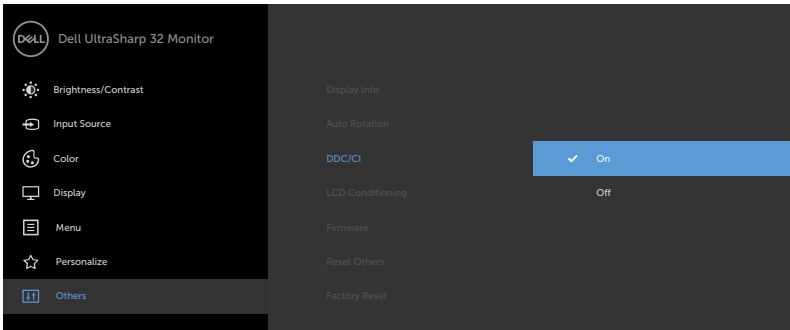 DELL Dell UltraSharp 32 Monitor
Brightness/Contrast
Input Source
Color
Display
Menu
Personalize
Others
Display Info
Auto Rotation
DDC/CI
LCD Conditioning
Firmware
Reset Others
Factory Reset
On
Off